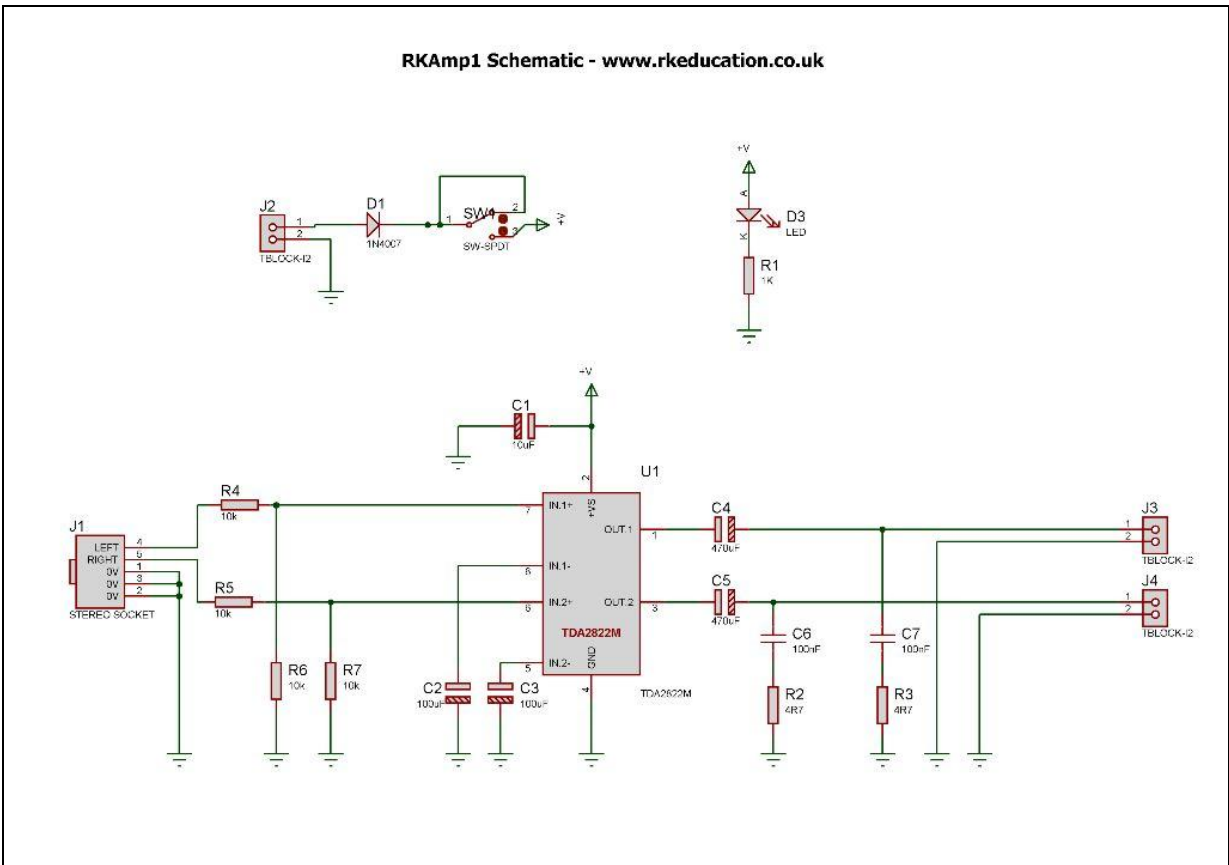 RKAmp1 Schematic - www.rkeducation.co.uk
J2
1
2
TBLOCK-I2
D1
1N4007
1
SW1
2
3
SW-SPDT
+V
+V
A
K
D3
LED
R1
1K
+V
C1
10uF
2
U1
J1
LEFT
RIGHT
0V
0V
0V
4
5
1
3
2
STEREO SOCKET
R4
10k
R5
10k
R6
10k
R7
10k
7
IN.1+
+VS
OUT.1
1
8
IN.1-
6
IN.2+
OUT.2
3
TDA2822M
5
IN.2-
GND
4
TDA2822M
C2
100uF
C3
100uF
C4
470uF
C5
470uF
C6
100nF
C7
100nF
R2
4R7
R3
4R7
J3
1
2
TBLOCK-I2
J4
1
2
TBLOCK-I2